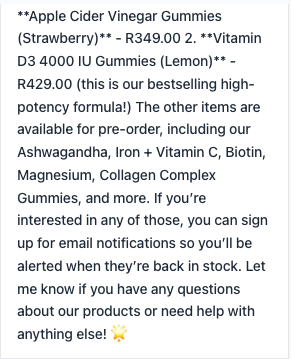 **Apple Cider Vinegar Gummies
(Strawberry)** - R349.00 2. **Vitamin
D3 4000 IU Gummies (Lemon)** -
R429.00 (this is our bestselling high-
potency formula!) The other items are
available for pre-order, including our
Ashwagandha, Iron + Vitamin C, Biotin,
Magnesium, Collagen Complex
Gummies, and more. If you’re
interested in any of those, you can sign
up for email notifications so you’ll be
alerted when they’re back in stock. Let
me know if you have any questions
about our products or need help with
anything else! 🌟